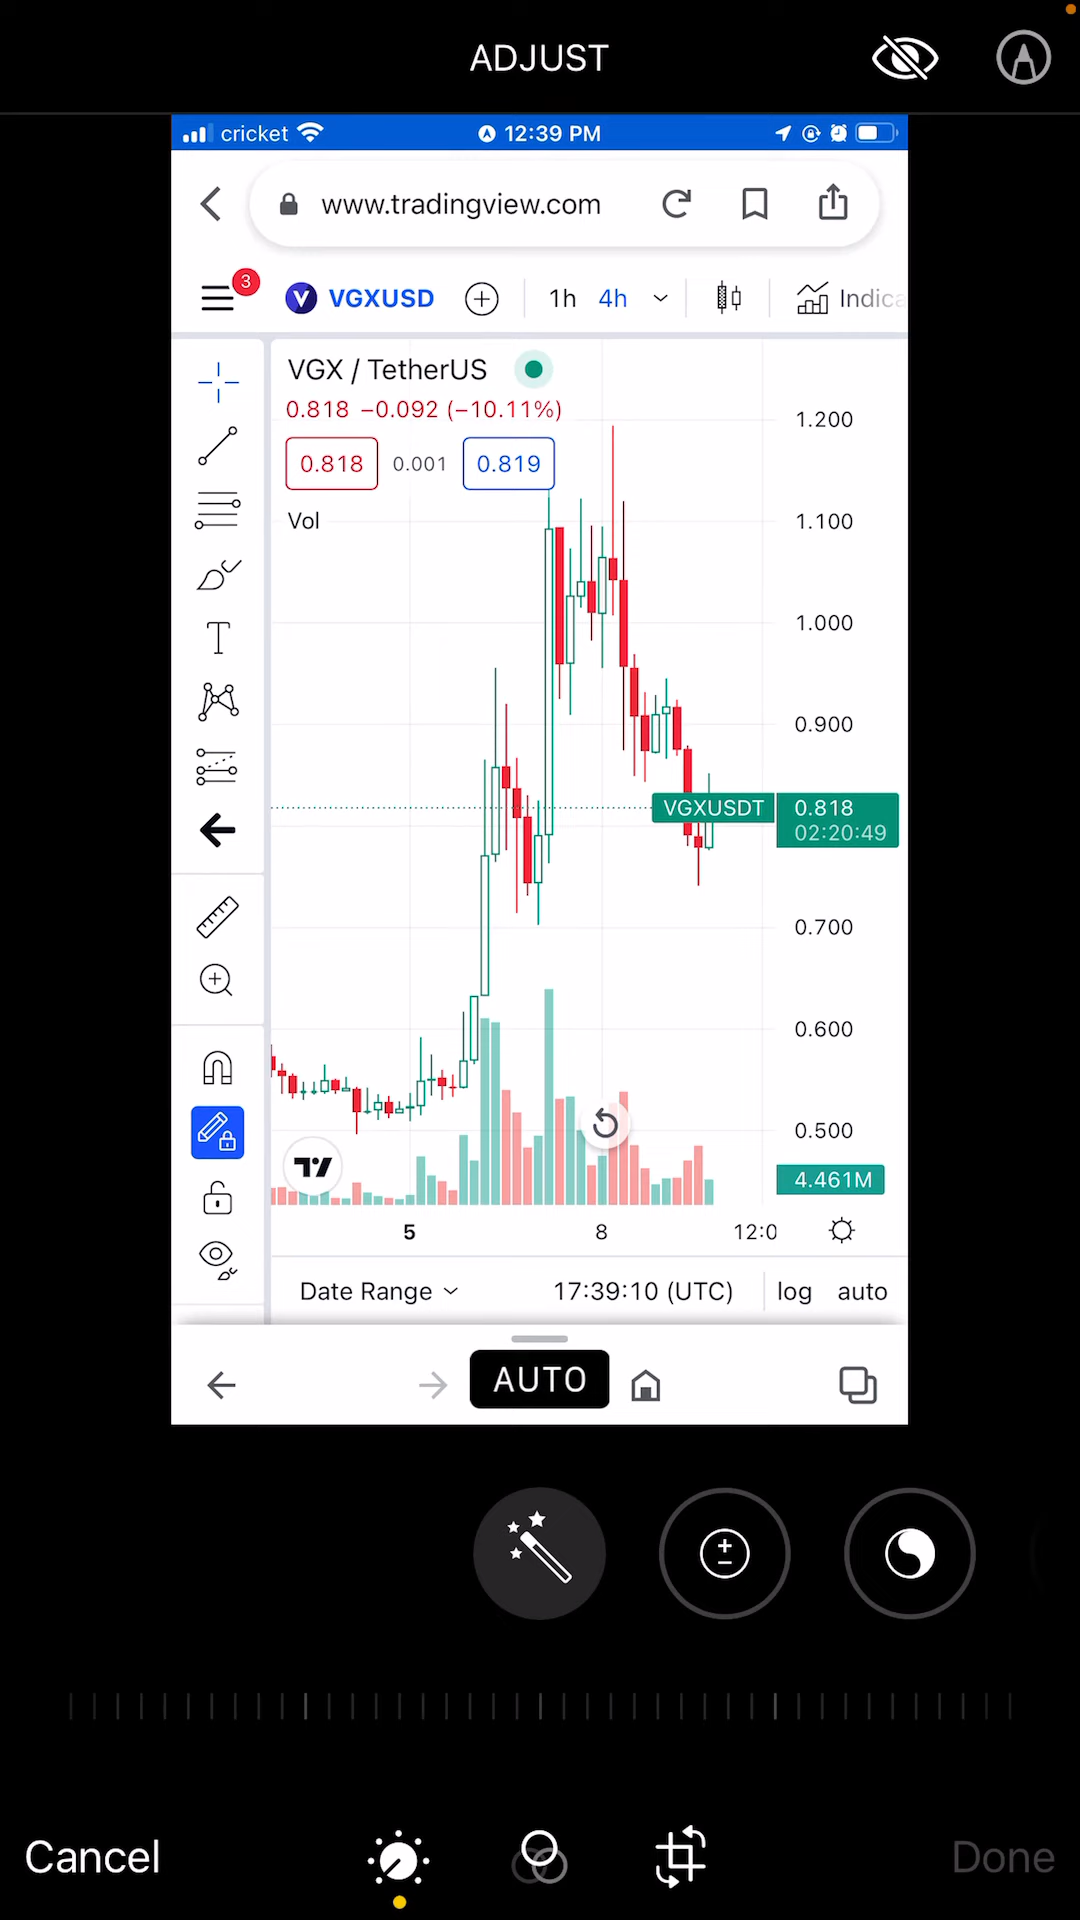 ADJUST
cricket 12:39 PM
www.tradingview.com
3
V VGXUSD 1h 4h Indica
VGX / TetherUS
0.818 −0.092 (−10.11%)
0.818 0.001 0.819
Vol
1.200
1.100
1.000
0.900
VGXUSDT 0.818
02:20:49
0.700
0.600
0.500
4.461M
5 8 12:0
Date Range 17:39:10 (UTC) log auto
AUTO
Cancel Done